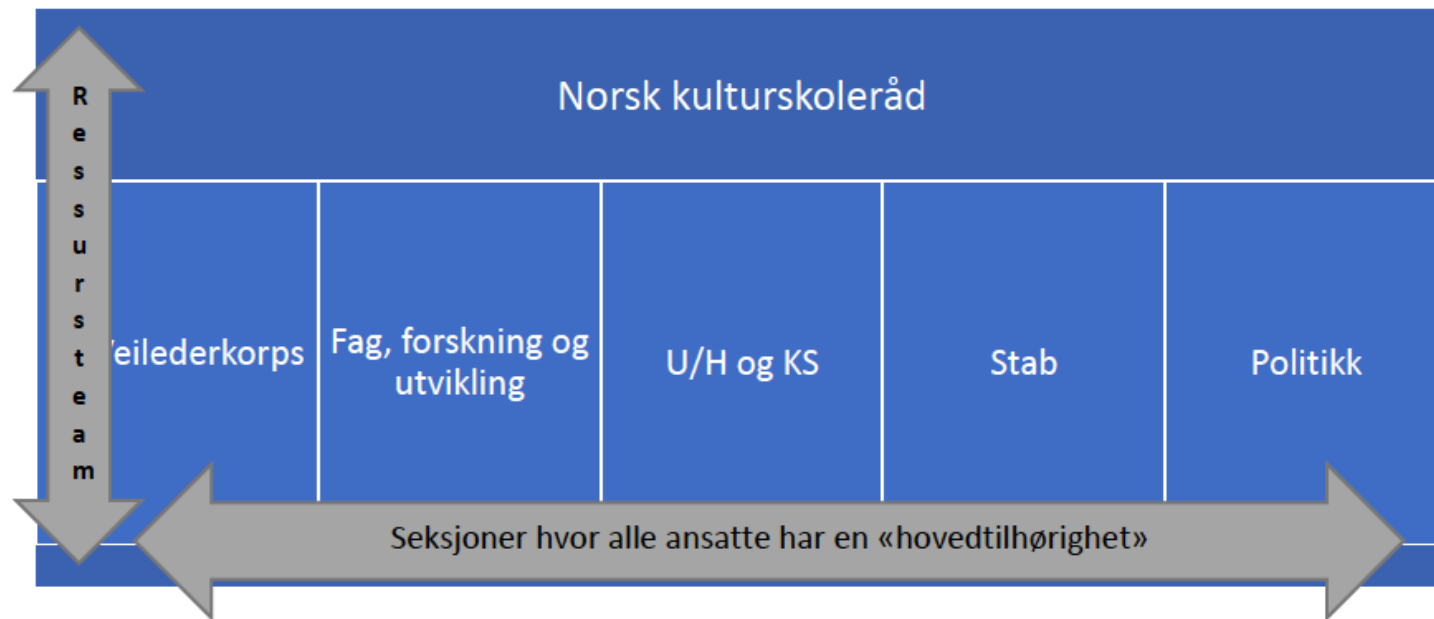 Norsk kulturskoleråd
Ressursteam
eilederkorps
Fag, forskning og
utvikling
U/H og KS
Stab
Politikk
Seksjoner hvor alle ansatte har en «hovedtilhørighet»